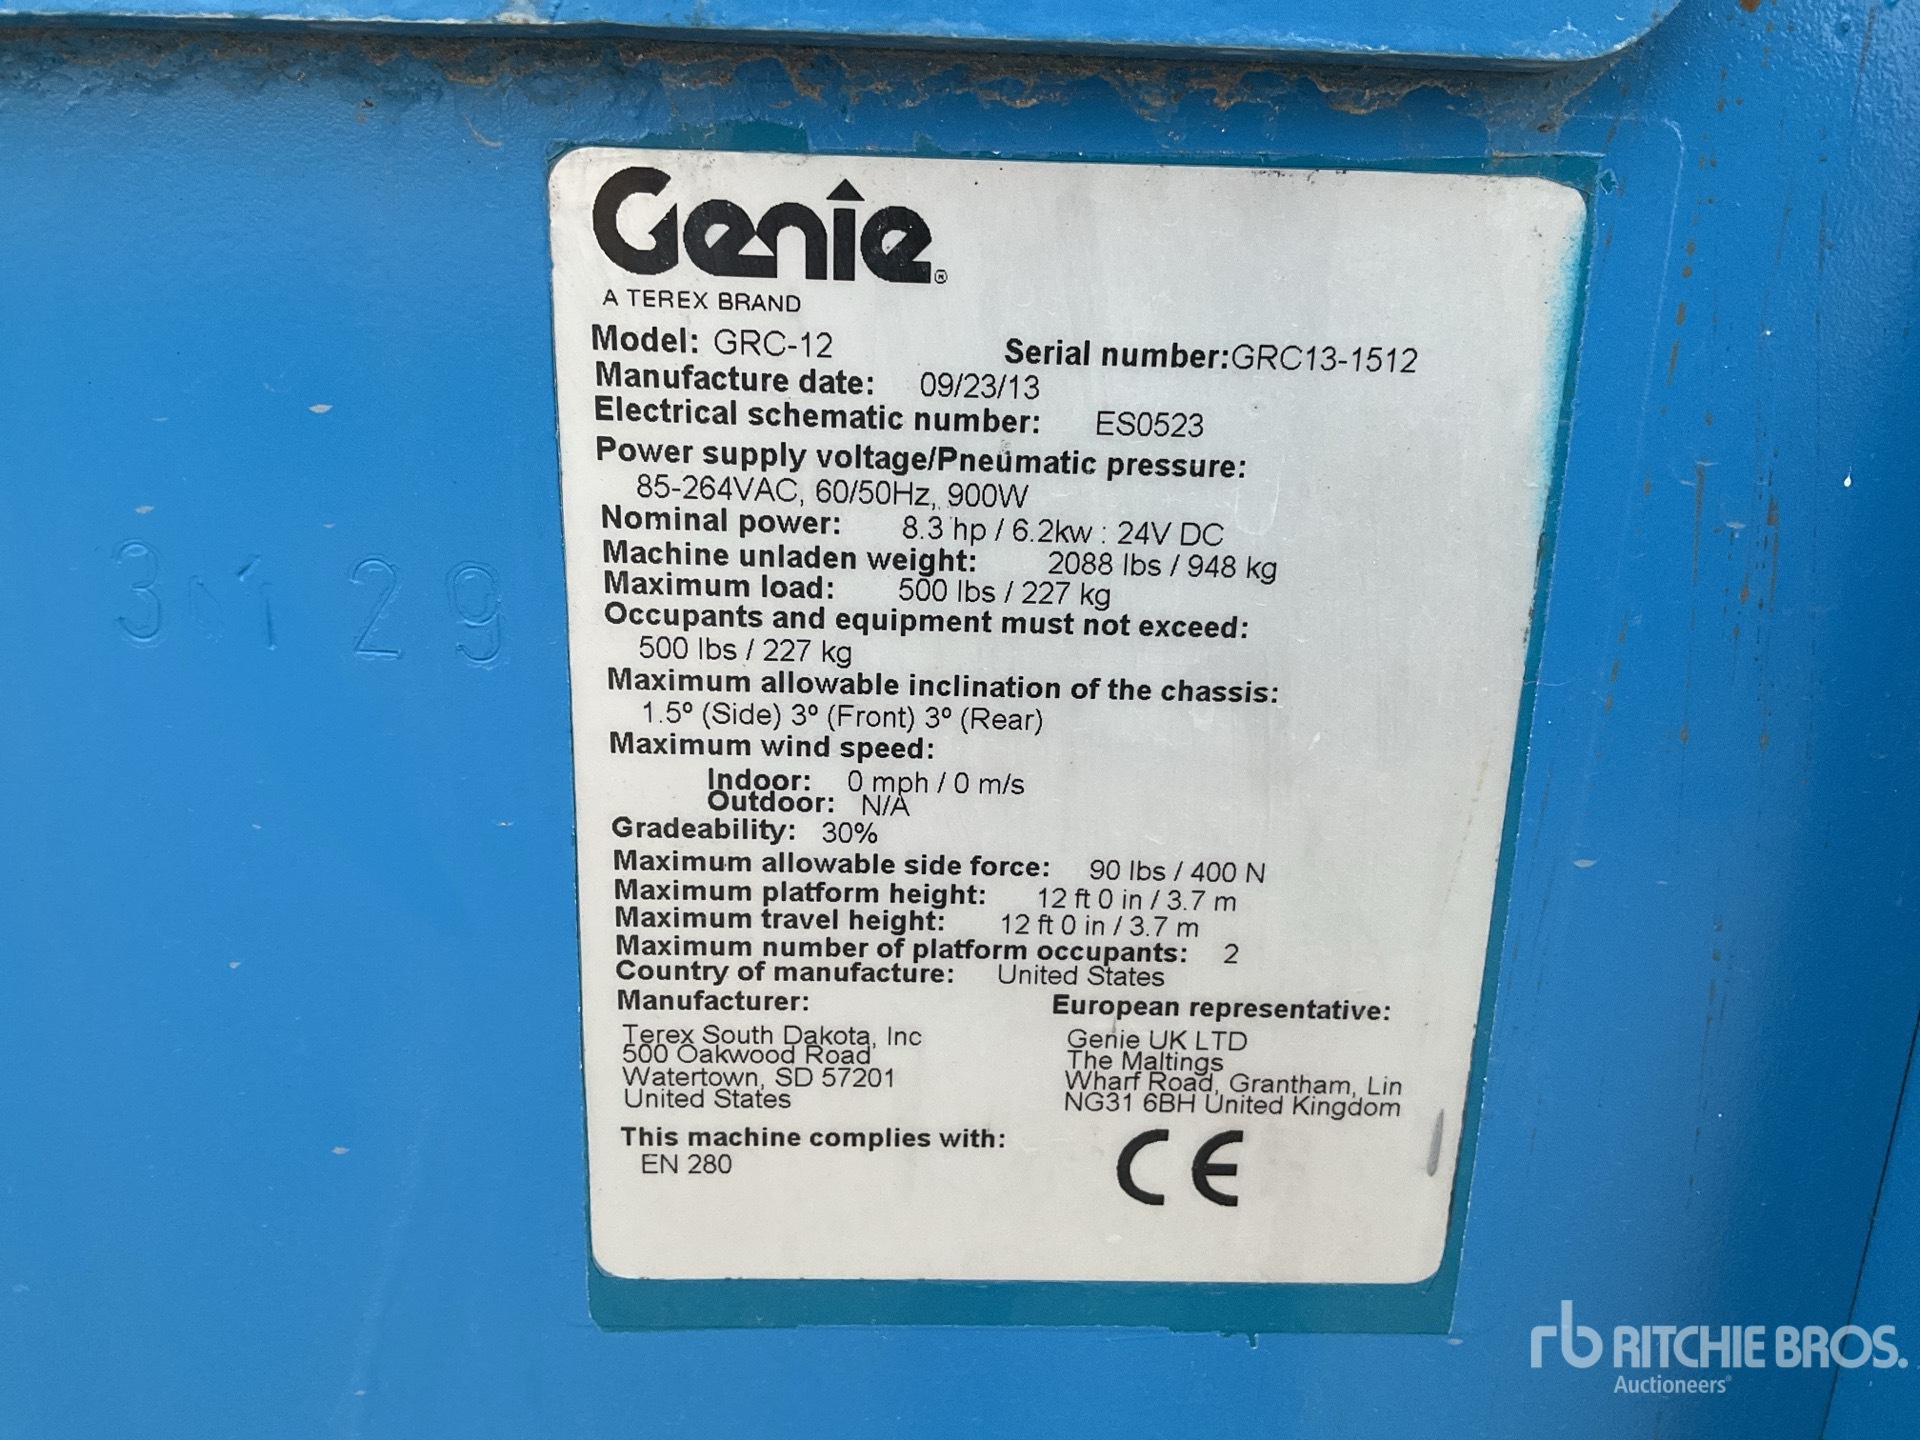 Genie®
A TEREX BRAND
Model: GRC-12 Serial number:GRC13-1512
Manufacture date: 09/23/13
Electrical schematic number: ES0523
Power supply voltage/Pneumatic pressure:
85-264VAC, 60/50Hz, 900W
Nominal power: 8.3 hp / 6.2kw : 24V DC
Machine unladen weight: 2088 lbs / 948 kg
Maximum load: 500 lbs / 227 kg
Occupants and equipment must not exceed:
500 lbs / 227 kg
Maximum allowable inclination of the chassis:
1.5º (Side) 3º (Front) 3º (Rear)
Maximum wind speed:
Indoor: 0 mph / 0 m/s
Outdoor: N/A
Gradeability: 30%
Maximum allowable side force: 90 lbs / 400 N
Maximum platform height: 12 ft 0 in / 3.7 m
Maximum travel height: 12 ft 0 in / 3.7 m
Maximum number of platform occupants: 2
Country of manufacture: United States
Manufacturer:
Terex South Dakota, Inc
500 Oakwood Road
Watertown, SD 57201
United States
European representative:
Genie UK LTD
The Maltings
Wharf Road, Grantham, Lin
NG31 6BH United Kingdom
This machine complies with:
EN 280
CE
rb RITCHIE BROS.
Auctioneers®